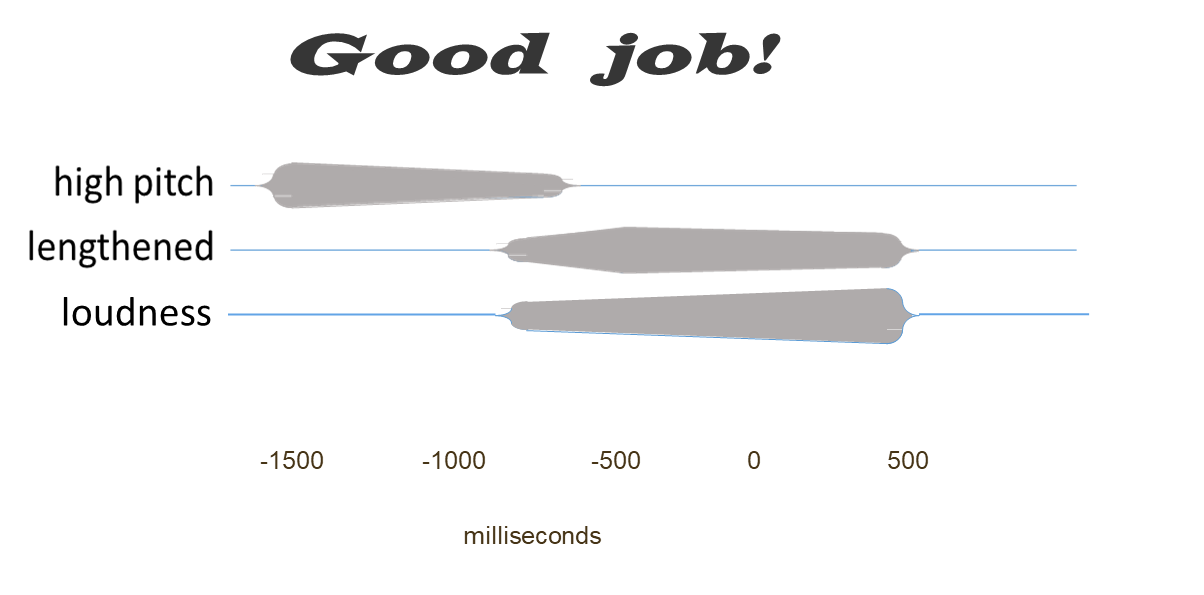 Good job!
high pitch
lengthened
loudness
-1500 -1000 -500 0 500
milliseconds